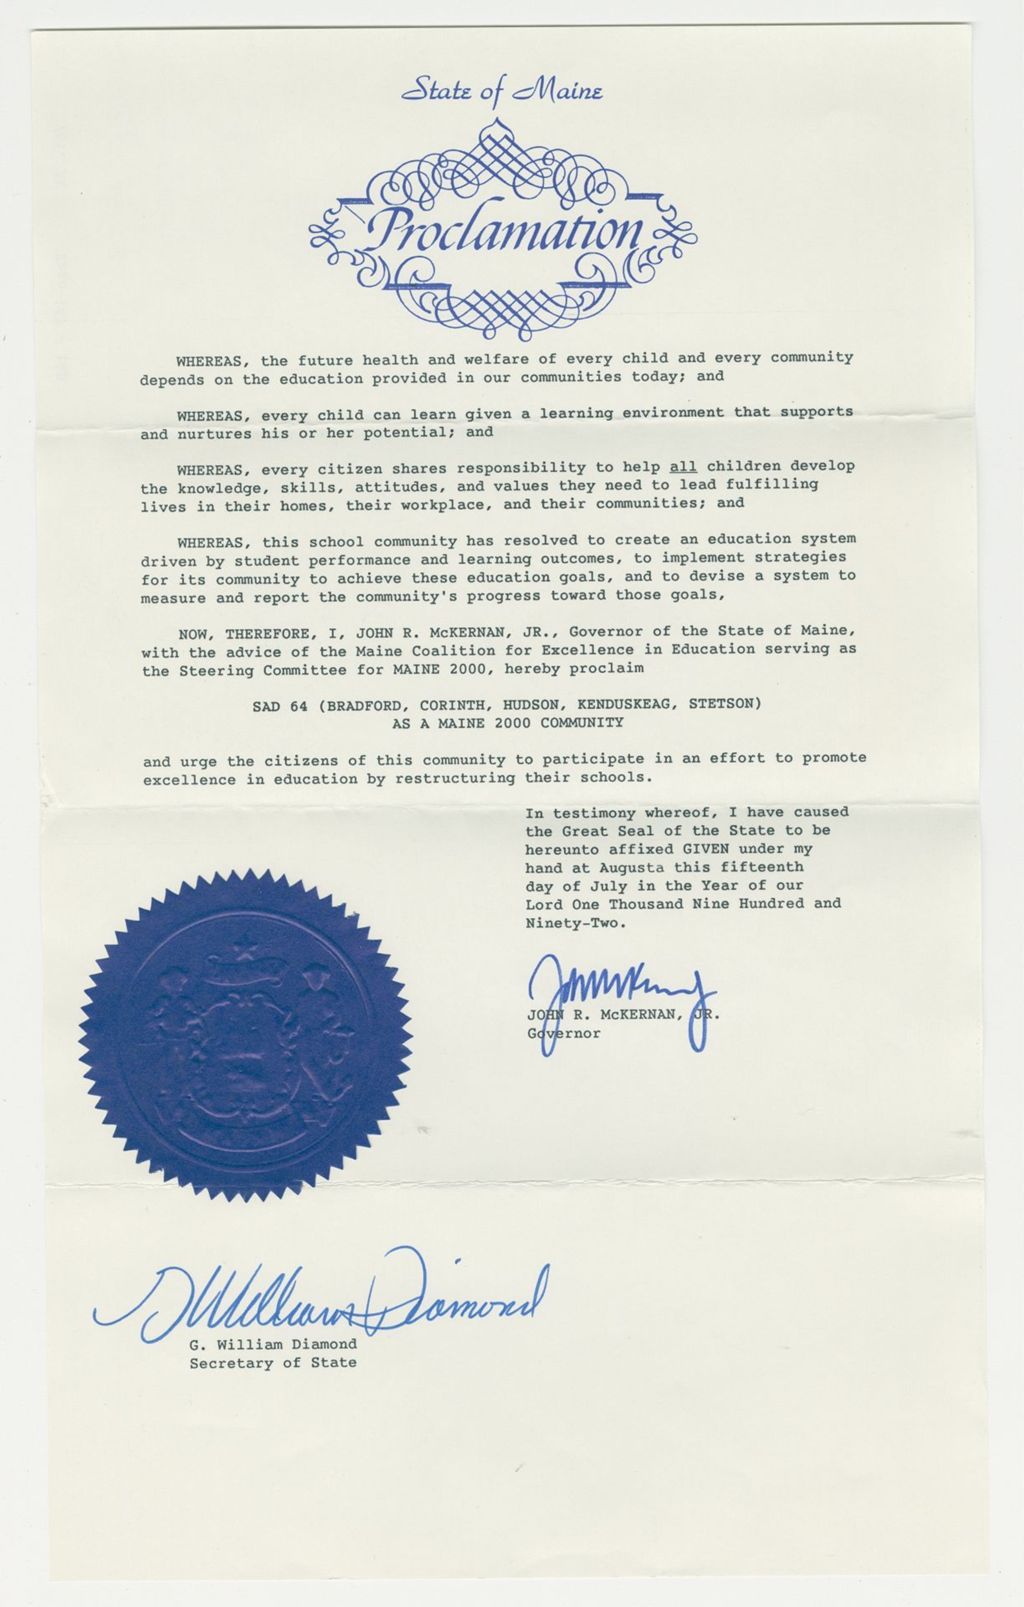 State of Maine
Proclamation
WHEREAS, the future health and welfare of every child and every community
depends on the education provided in our communities today; and
WHEREAS, every child can learn given a learning environment that supports
and nurtures his or her potential; and
WHEREAS, every citizen shares responsibility to help all children develop
the knowledge, skills, attitudes, and values they need to lead fulfilling
lives in their homes, their workplace, and their communities; and
WHEREAS, this school community has resolved to create an education system
driven by student performance and learning outcomes, to implement strategies
for its community to achieve these education goals, and to devise a system to
measure and report the community's progress toward those goals,
NOW, THEREFORE, I, JOHN R. McKERNAN, JR., Governor of the State of Maine,
with the advice of the Maine Coalition for Excellence in Education serving as
the Steering Committee for MAINE 2000, hereby proclaim
SAD 64 (BRADFORD, CORINTH, HUDSON, KENDUSKEAG, STETSON)
AS A MAINE 2000 COMMUNITY
and urge the citizens of this community to participate in an effort to promote
excellence in education by restructuring their schools.
In testimony whereof, I have caused
the Great Seal of the State to be
hereunto affixed GIVEN under my
hand at Augusta this fifteenth
day of July in the Year of our
Lord One Thousand Nine Hundred and
Ninety-Two.
JOHN R. McKERNAN, JR.
Governor
G William Diamond
G. William Diamond
Secretary of State